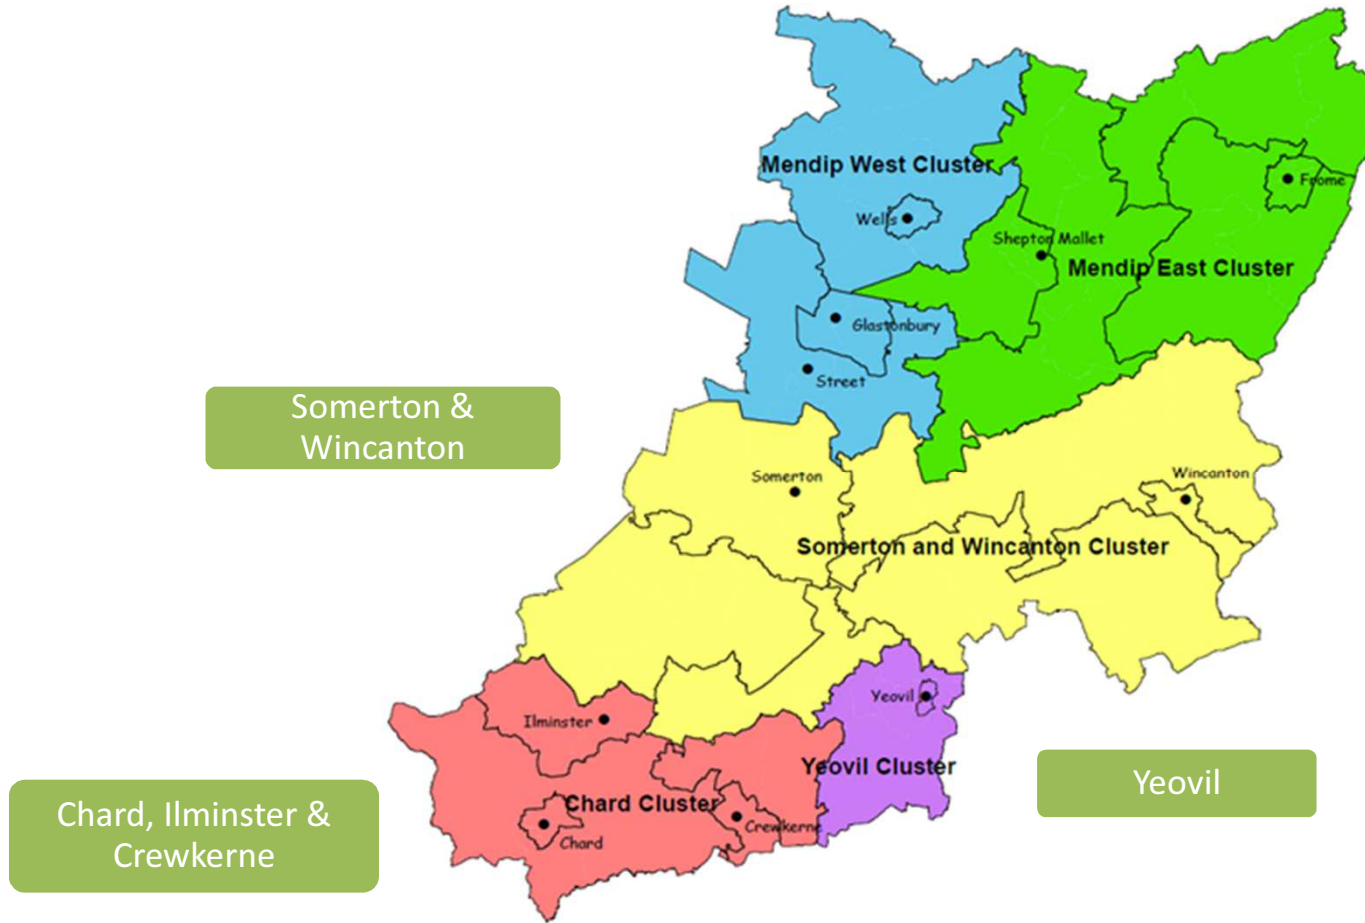 Mendip West Cluster
Frome
Wells
Shepton Mallet
Mendip East Cluster
Glastonbury
Street
Somerton &
Wincanton
Somerton
Wincanton
Somerton and Wincanton Cluster
Yeovil
Ilminster
Yeovil Cluster
Yeovil
Chard Cluster
Crewkerne
Chard
Chard, Ilminster &
Crewkerne